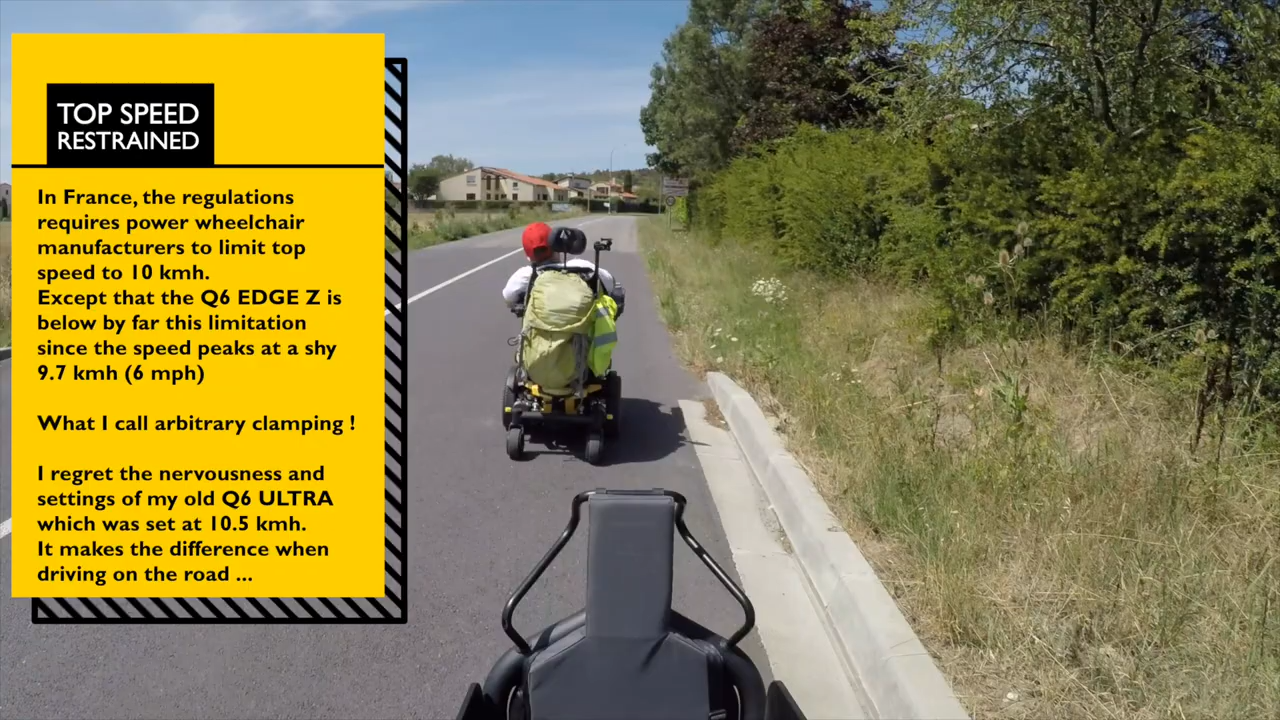 TOP SPEED
RESTRAINED
In France, the regulations
requires power wheelchair
manufacturers to limit top
speed to 10 kmh.
Except that the Q6 EDGE Z is
below by far this limitation
since the speed peaks at a shy
9.7 kmh (6 mph)
What I call arbitrary clamping !
I regret the nervousness and
settings of my old Q6 ULTRA
which was set at 10.5 kmh.
It makes the difference when
driving on the road ...